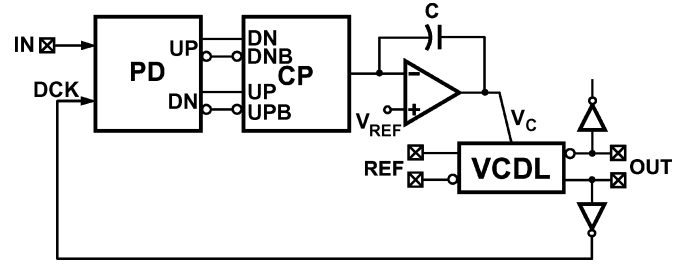 C
IN
PD
UP
DN
DNB
CP
DCK
DN
UP
UPB
−
+
VREF
VC
REF
VCDL
OUT